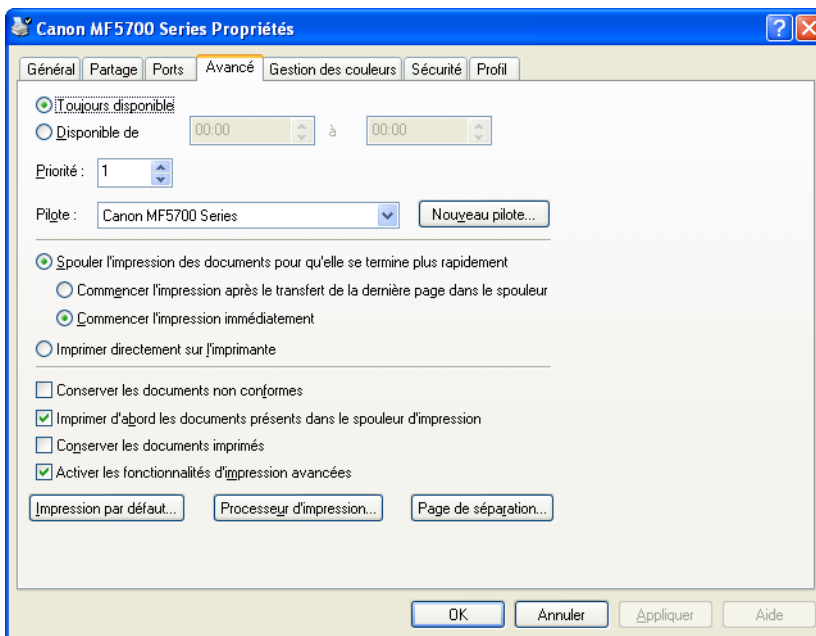 Canon MF5700 Series Propriétés
Général Partage Ports Avancé Gestion des couleurs Sécurité Profil
Toujours disponible
Disponible de 00:00 à 00:00
Priorité : 1
Pilote : Canon MF5700 Series Nouveau pilote...
Spouler l'impression des documents pour qu'elle se termine plus rapidement
Commencer l'impression après le transfert de la dernière page dans le spouleur
Commencer l'impression immédiatement
Imprimer directement sur l'imprimante
Conserver les documents non conformes
Imprimer d'abord les documents présents dans le spouleur d'impression
Conserver les documents imprimés
Activer les fonctionnalités d'impression avancées
Impression par défaut... Processeur d'impression... Page de séparation...
OK Annuler Appliquer Aide